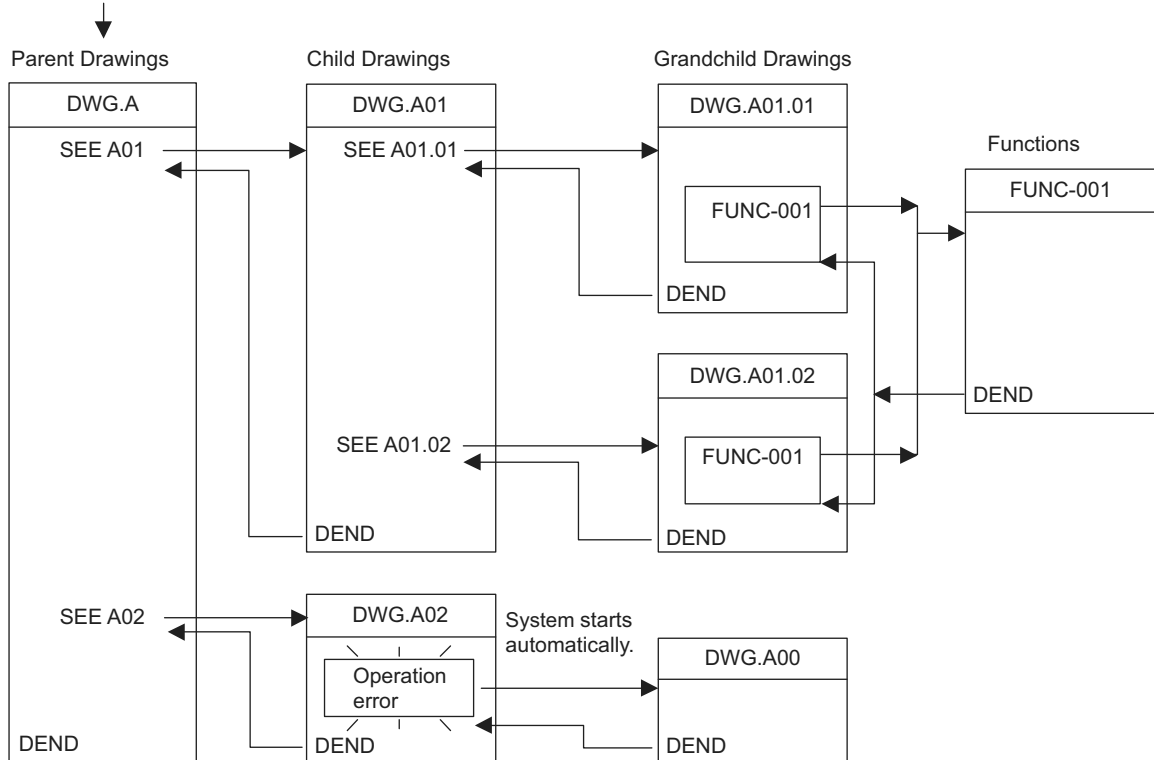 Parent Drawings
Child Drawings
Grandchild Drawings
Functions
DWG.A
SEE A01
SEE A02
DEND
DWG.A01
SEE A01.01
SEE A01.02
DEND
DWG.A01.01
FUNC-001
DEND
DWG.A01.02
FUNC-001
DEND
FUNC-001
DEND
DWG.A02
Operation
error
DEND
System starts
automatically.
DWG.A00
DEND